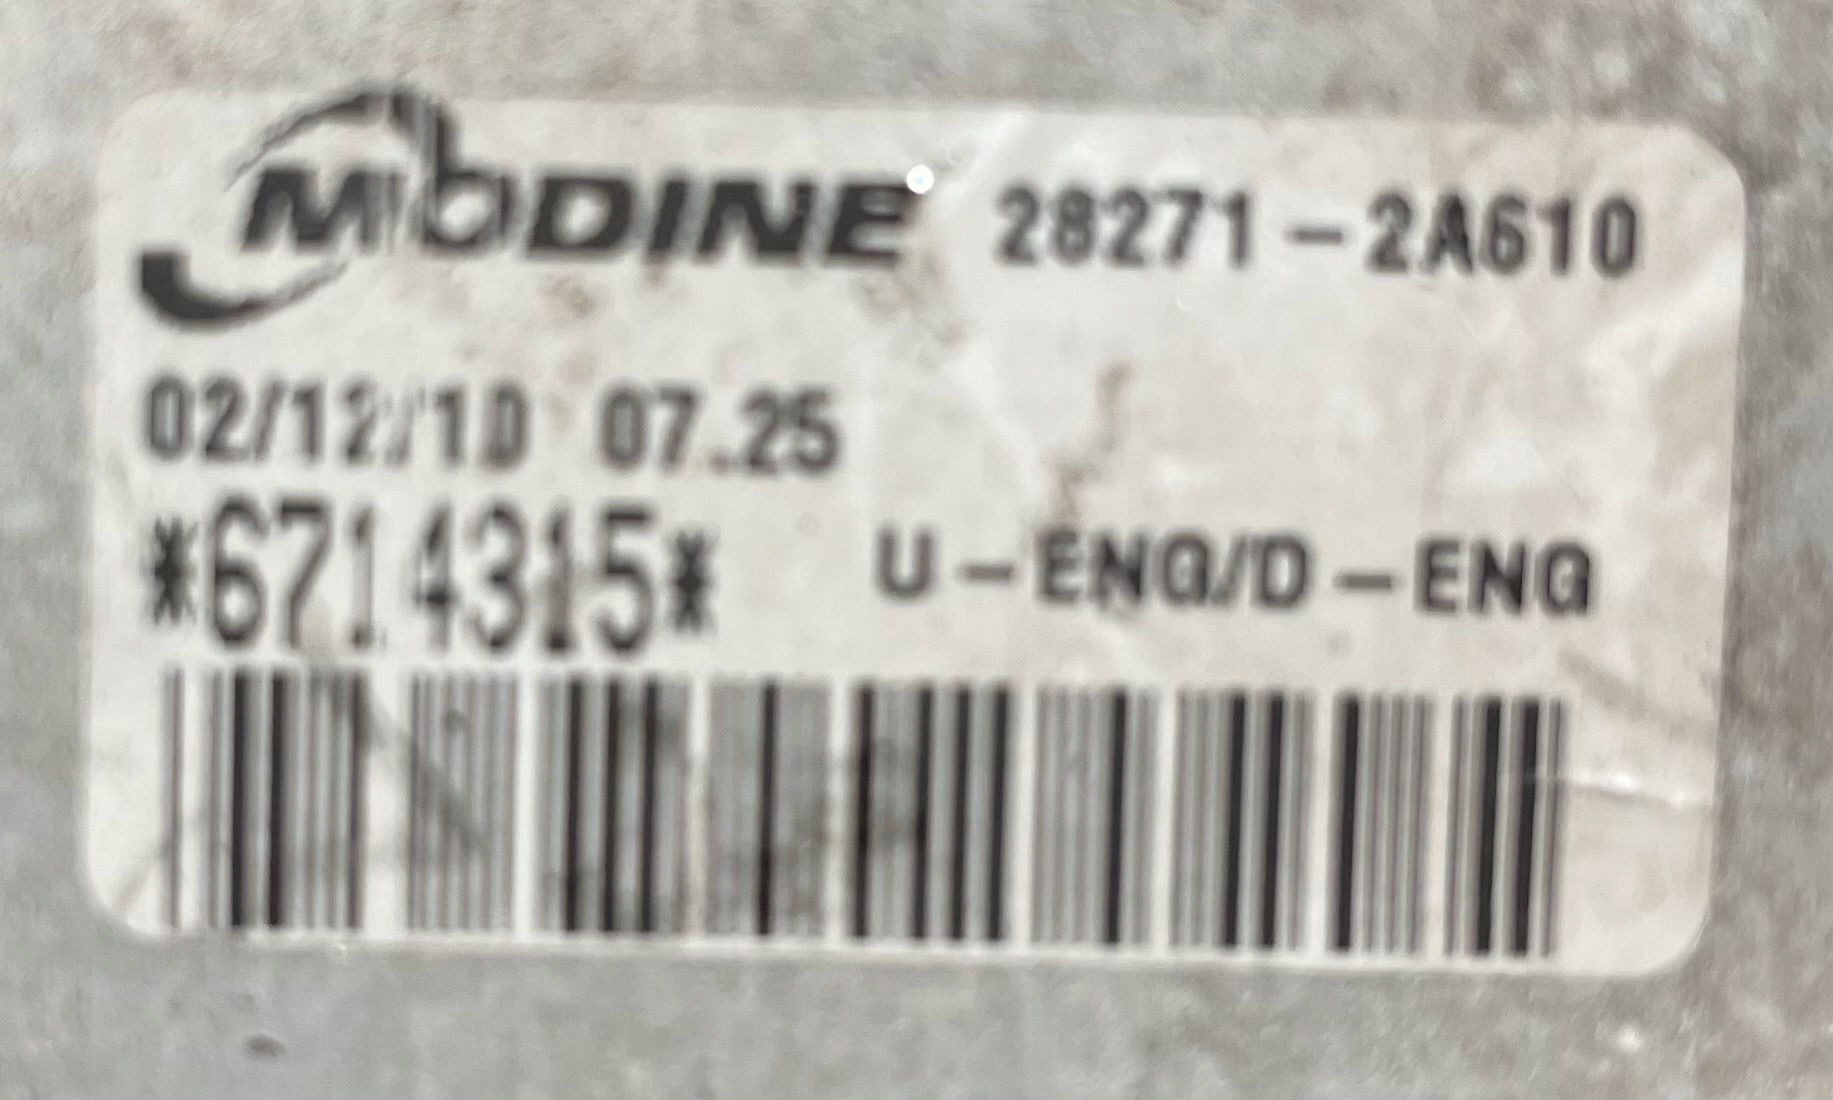 MODINE 28271-2A610
02/12/10 07.25
*6714315* U-ENG/D-ENG